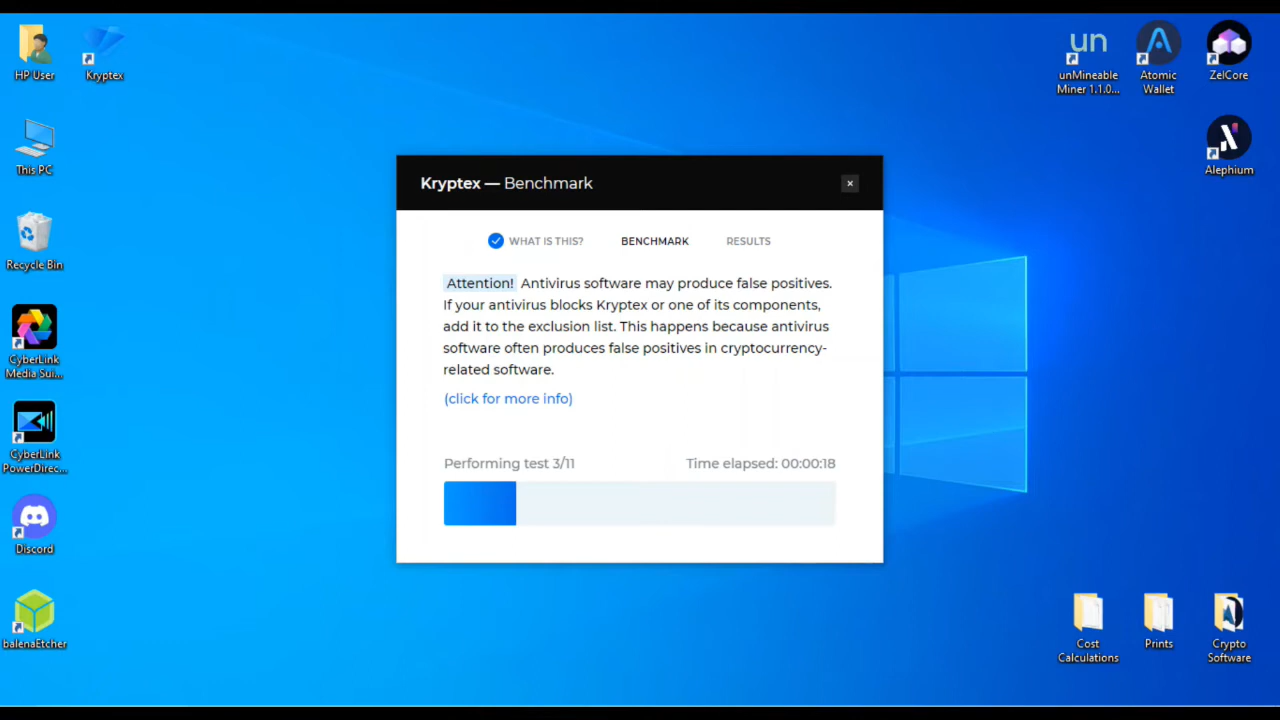 HP User
Kryptex
This PC
Recycle Bin
CyberLink
Media Sui...
CyberLink
PowerDirec...
Discord
balenaEtcher
Kryptex — Benchmark
WHAT IS THIS? BENCHMARK RESULTS
Attention! Antivirus software may produce false positives.
If your antivirus blocks Kryptex or one of its components,
add it to the exclusion list. This happens because antivirus
software often produces false positives in cryptocurrency-
related software.
(click for more info)
Performing test 3/11 Time elapsed: 00:00:18
un
unMineable
Miner 1.1.0...
Atomic
Wallet
ZelCore
Alephium
Cost
Calculations
Prints
Crypto
Software